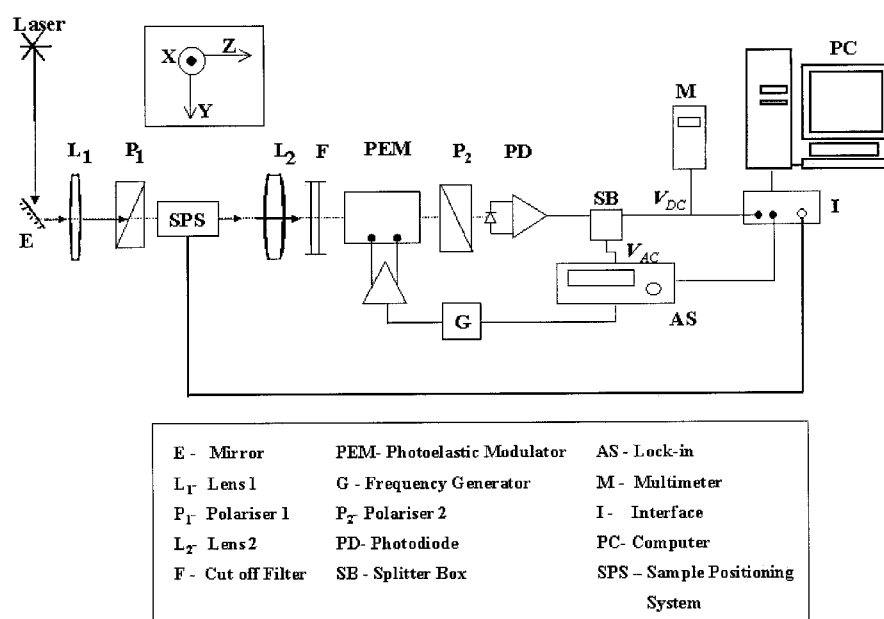 Laser
X Z
Y
PC
M
L1 P1 L2 F PEM P2 PD
SB
VDC
I
E
SPS
VAC
AS
G
E - Mirror PEM- Photoelastic Modulator AS - Lock-in
L1- Lens 1 G - Frequency Generator M - Multimeter
P1- Polariser 1 P2- Polariser 2 I - Interface
L2- Lens 2 PD- Photodiode PC- Computer
F - Cut off Filter SB - Splitter Box SPS – Sample Positioning
System